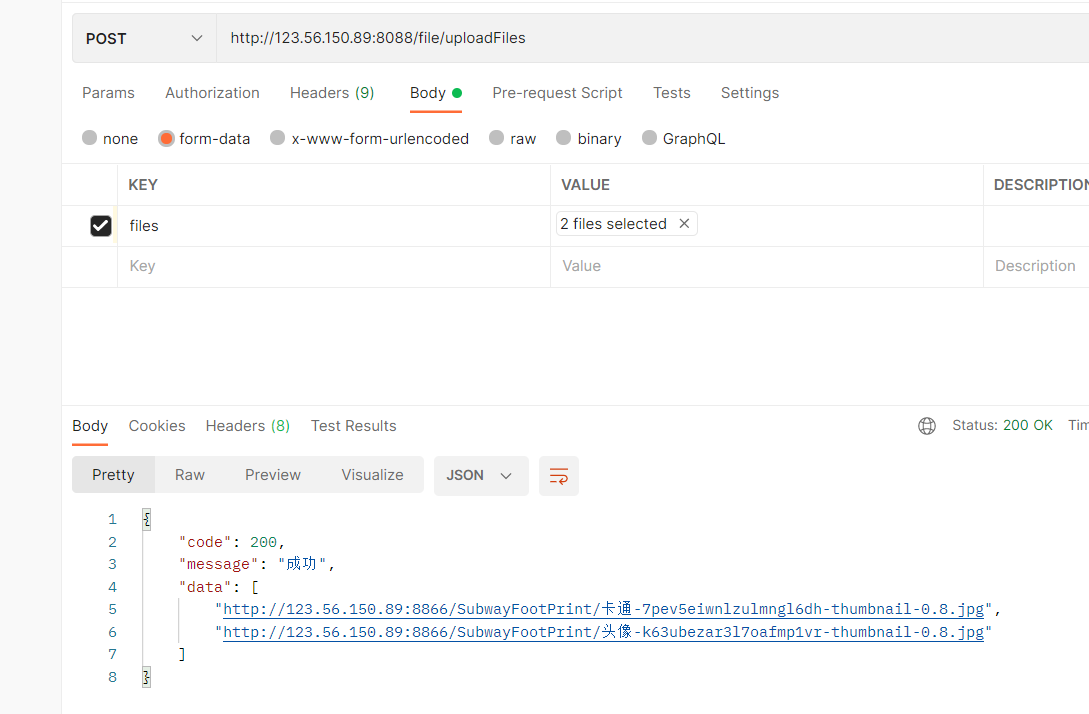 POST http://123.56.150.89:8088/file/uploadFiles
Params Authorization Headers (9) Body Pre-request Script Tests Settings
none form-data x-www-form-urlencoded raw binary GraphQL
KEY VALUE DESCRIPTION
files 2 files selected
Key Value Description
Body Cookies Headers (8) Test Results Status: 200 OK Tim
Pretty Raw Preview Visualize JSON
1 {
2 "code": 200,
3 "message": "成功",
4 "data": [
5 "http://123.56.150.89:8866/SubwayFootPrint/卡通-7pev5eiwnlzulmngl6dh-thumbnail-0.8.jpg",
6 "http://123.56.150.89:8866/SubwayFootPrint/头像-k63ubezar3l7oafmp1vr-thumbnail-0.8.jpg"
7 ]
8 }